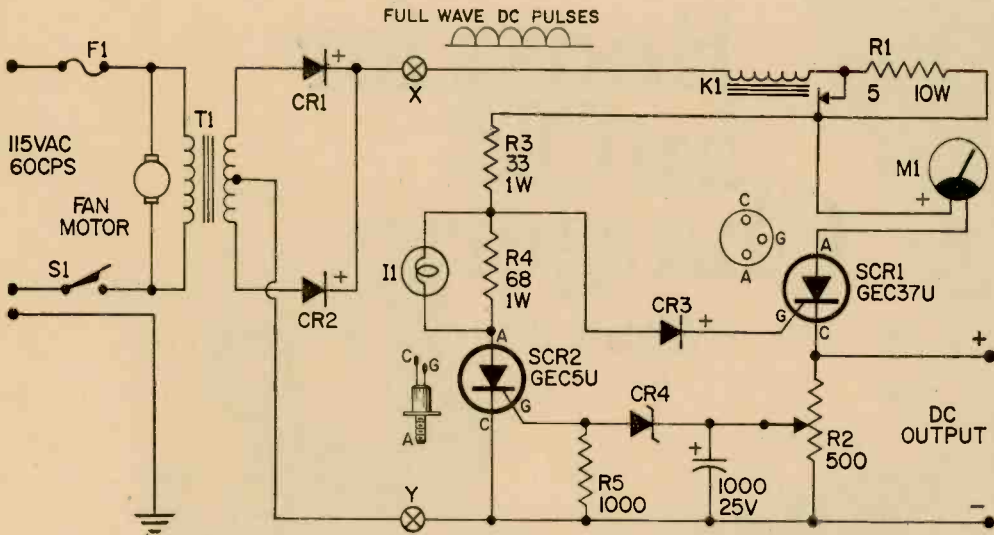 FULL WAVE DC PULSES
F1
115VAC
60CPS
FAN
MOTOR
S1
T1
+
CR1
+
CR2
X
K1
R1
5 10W
R3
33
1W
M1
+
I1
R4
68
1W
C
G
A
A
SCR1
GEC37U
G
C
CR3
+
A
SCR2
GEC5U
G
C
C
G
A
CR4
+
1000
25V
R5
1000
R2
500
+
DC
OUTPUT
-
Y